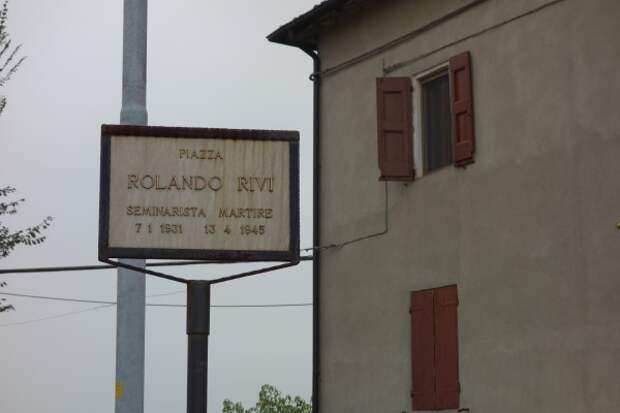 PIAZZA
ROLANDO RIVI
SEMINARISTA MARTIRE
7 1 1931 13 4 1945